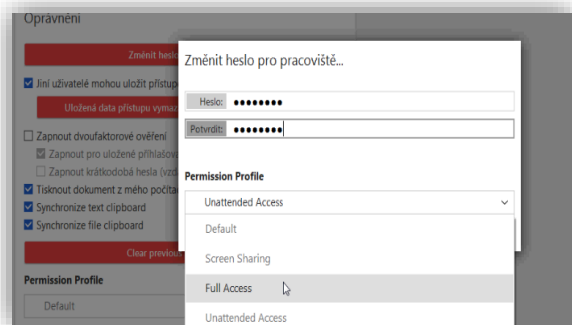 Oprávnění
Změnit heslo
Jiní uživatelé mohou uložit přístup
Uložená data přístupu vymaz
Zapnout dvoufaktorové ověření
Zapnout pro uložené přihlašov
Zapnout krátkodobá hesla (vzd
Tisknout dokument z mého počíta
Synchronize text clipboard
Synchronize file clipboard
Clear previous
Permission Profile
Default
Změnit heslo pro pracoviště...
Heslo: ●●●●●●●●
Potvrdit: ●●●●●●●●
Permission Profile
Unattended Access
Default
Screen Sharing
Full Access
Unattended Access